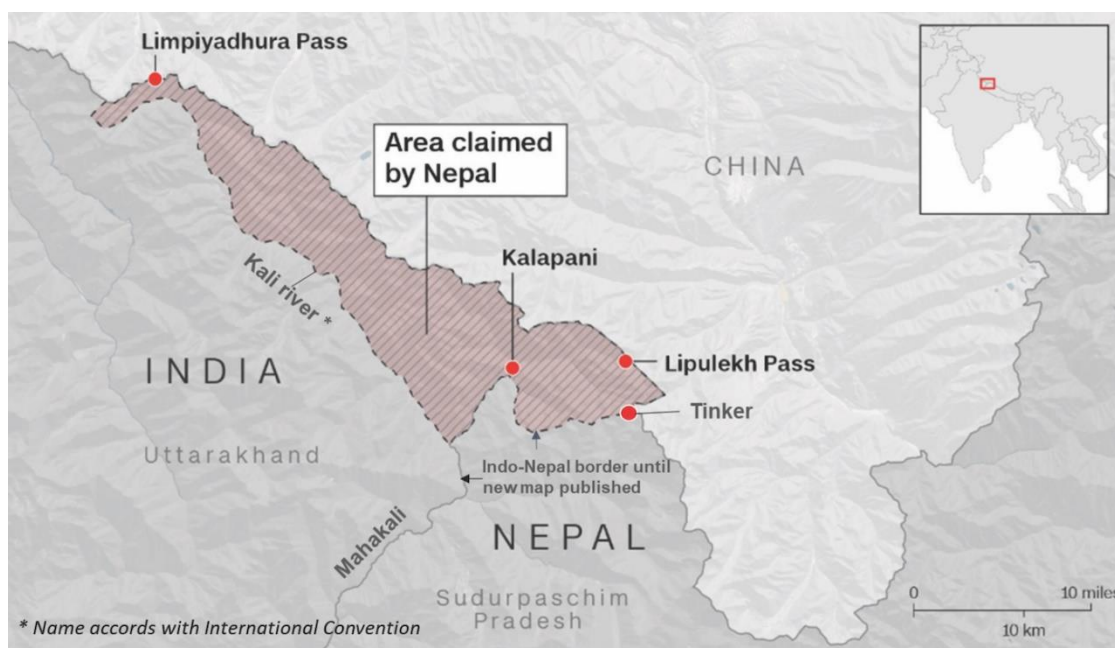 Limpiyadhura Pass
Area claimed
by Nepal
CHINA
Kalapani
Kali river *
INDIA
Lipulekh Pass
Tinker
Uttarakhand
Indo-Nepal border until
new map published
NEPAL
Mahakali
Sudurpaschim
Pradesh
0 10 miles
10 km
* Name accords with International Convention